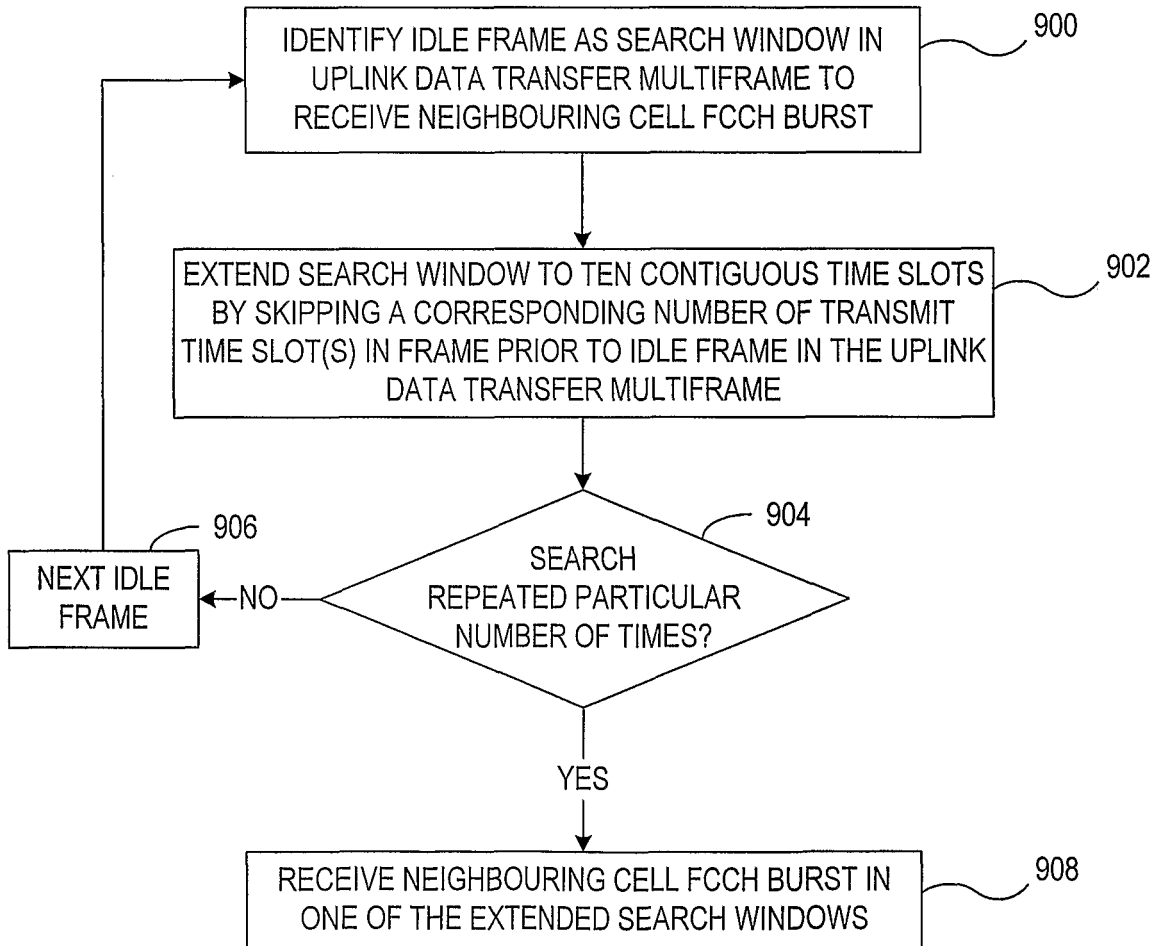 IDENTIFY IDLE FRAME AS SEARCH WINDOW IN
UPLINK DATA TRANSFER MULTIFRAME TO
RECEIVE NEIGHBOURING CELL FCCH BURST
900
EXTEND SEARCH WINDOW TO TEN CONTIGUOUS TIME SLOTS
BY SKIPPING A CORRESPONDING NUMBER OF TRANSMIT
TIME SLOT(S) IN FRAME PRIOR TO IDLE FRAME IN THE UPLINK
DATA TRANSFER MULTIFRAME
902
SEARCH
REPEATED PARTICULAR
NUMBER OF TIMES?
904
NO
906
NEXT IDLE
FRAME
YES
RECEIVE NEIGHBOURING CELL FCCH BURST IN
ONE OF THE EXTENDED SEARCH WINDOWS
908